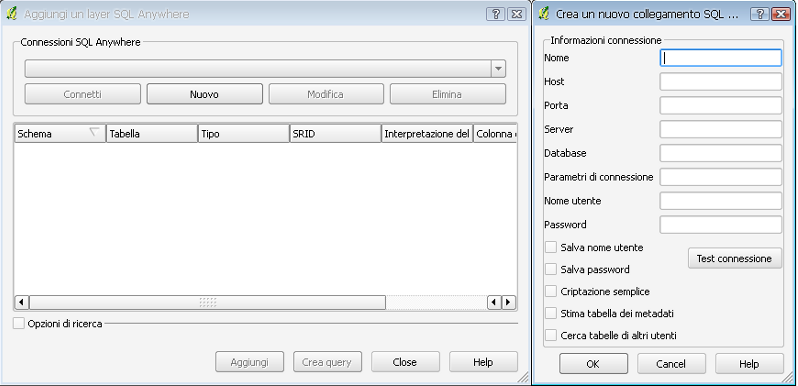 Aggiungi un layer SQL Anywhere
Connessioni SQL Anywhere
Connetti Nuovo Modifica Elimina
Schema Tabella Tipo SRID Interpretazione del Colonna
Opzioni di ricerca
Aggiungi Crea query Close Help
Crea un nuovo collegamento SQL ...
Informazioni connessione
Nome
Host
Porta
Server
Database
Parametri di connessione
Nome utente
Password
Salva nome utente
Test connessione
Salva password
Criptazione semplice
Stima tabella dei metadati
Cerca tabelle di altri utenti
OK Cancel Help